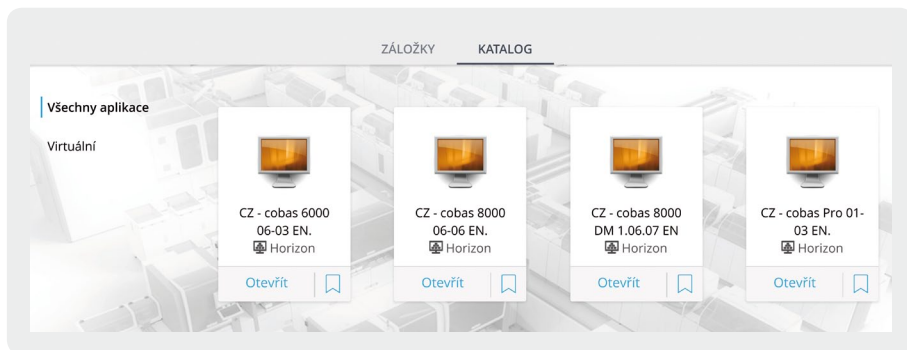 ZÁLOŽKY KATALOG
Všechny aplikace
Virtuální
CZ - cobas 6000
06-03 EN.
Horizon
Otevřít
CZ - cobas 8000
06-06 EN.
Horizon
Otevřít
CZ - cobas 8000
DM 1.06.07 EN
Horizon
Otevřít
CZ - cobas Pro 01-
03 EN.
Horizon
Otevřít